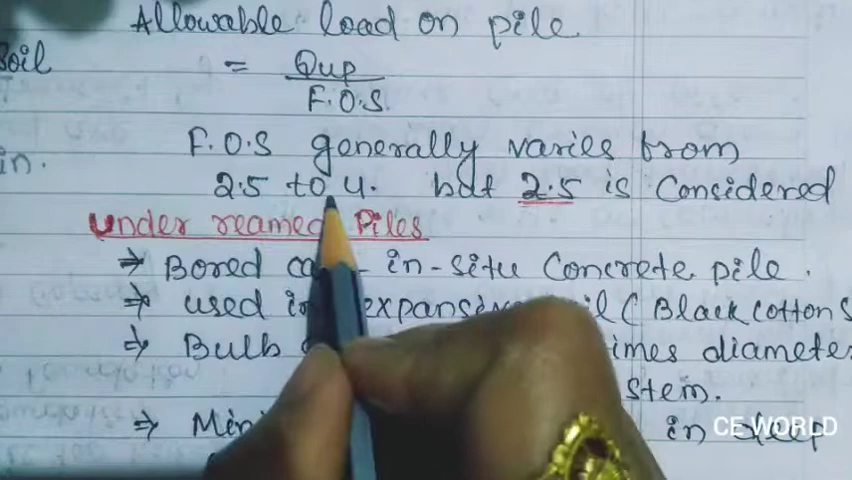 Allowable load on pile
Soil = Qup
F.O.S.
in. F.O.S generally varies from
2.5 to 4. but 2.5 is Considered
Under reamed Piles
⇒ Bored in-situ Concrete pile.
⇒ used in expansive (Black Cotton S
⇒ Bulb times diameter
stem.
⇒ in deep
CE WORLD